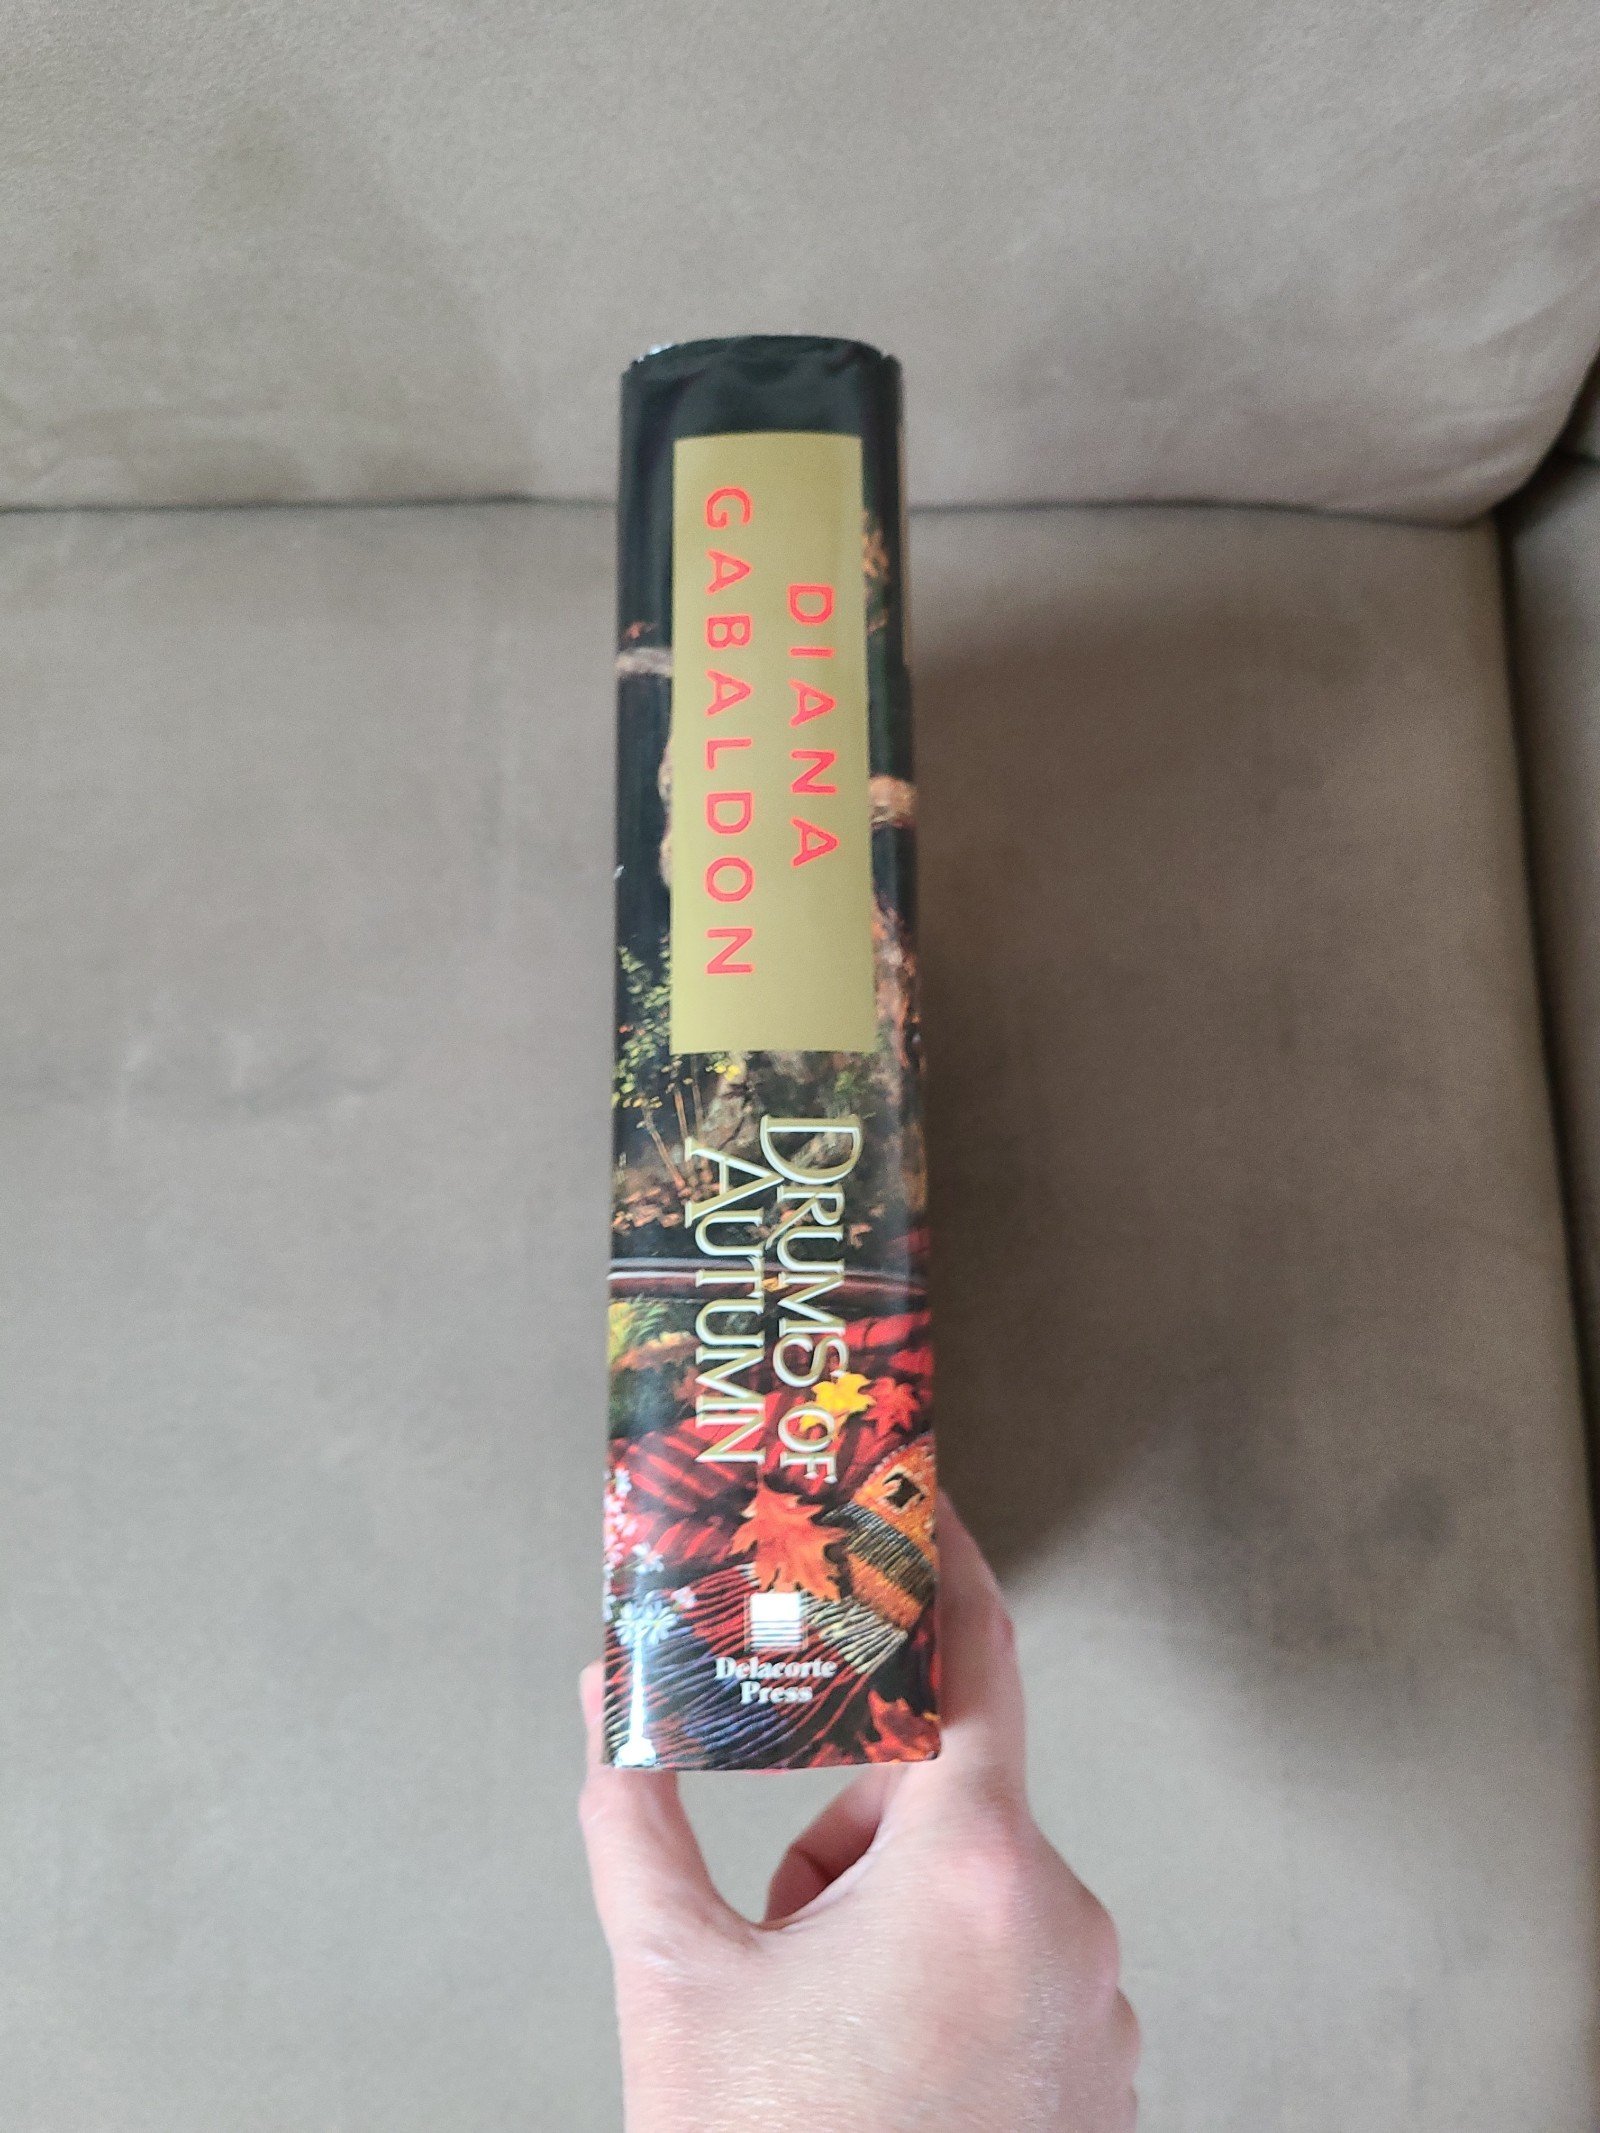 DIANA
GABALDON
DRUMS OF
AUTUMN
Delacorte
Press